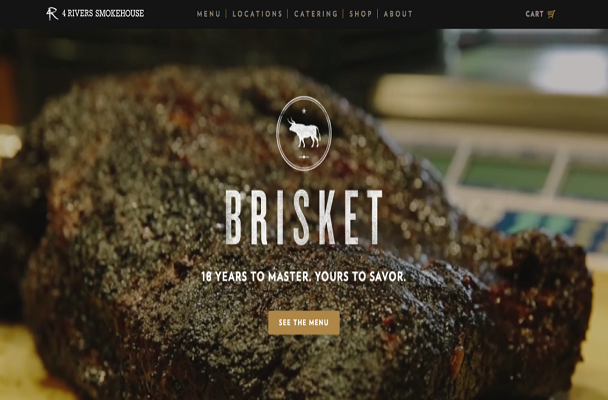 4 RIVERS SMOKEHOUSE
MENU | LOCATIONS | CATERING | SHOP | ABOUT
CART
BRISKET
18 YEARS TO MASTER. YOURS TO SAVOR.
SEE THE MENU